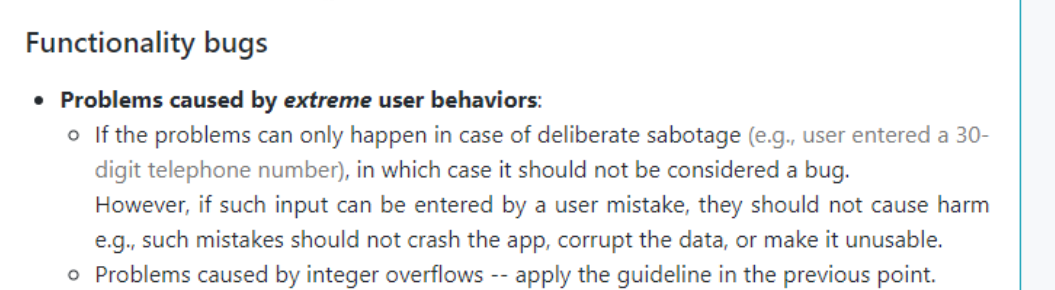 Functionality bugs
• Problems caused by extreme user behaviors:
○ If the problems can only happen in case of deliberate sabotage (e.g., user entered a 30-
digit telephone number), in which case it should not be considered a bug.
However, if such input can be entered by a user mistake, they should not cause harm
e.g., such mistakes should not crash the app, corrupt the data, or make it unusable.
○ Problems caused by integer overflows -- apply the guideline in the previous point.